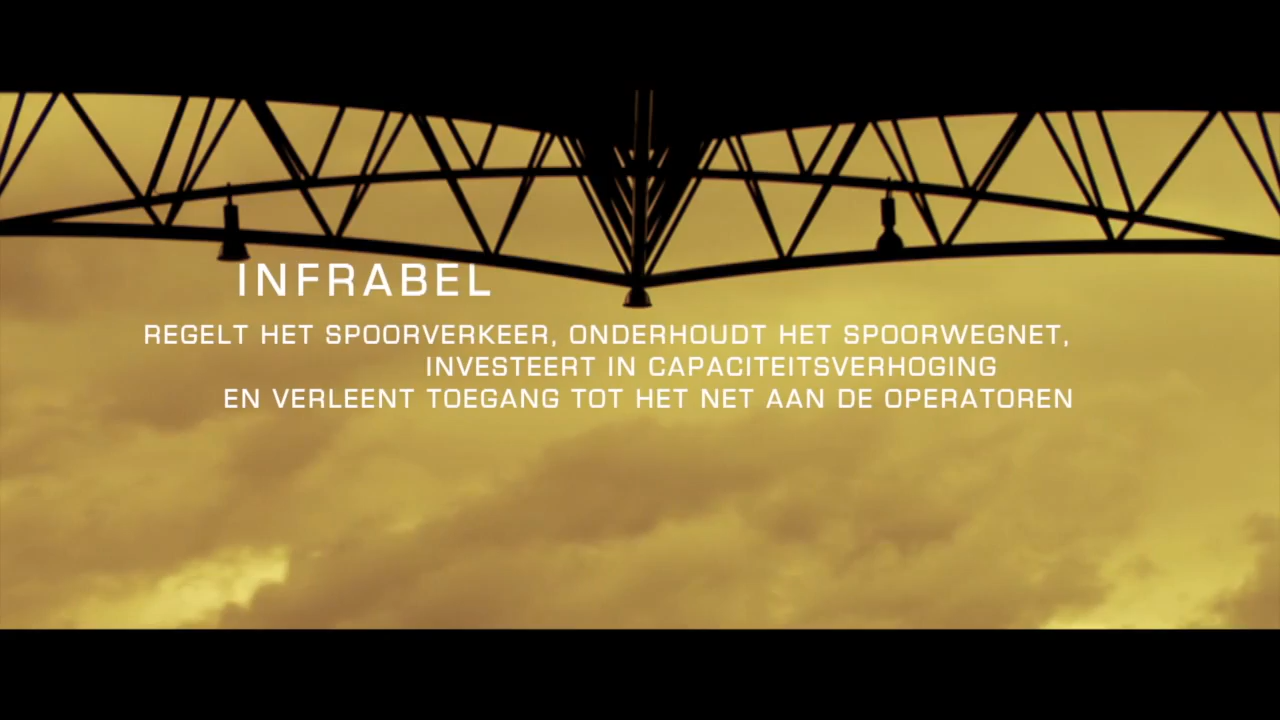 INFRABEL
REGELT HET SPOORVERKEER, ONDERHOUDT HET SPOORWEGNET,
INVESTEERT IN CAPACITEITSVERHOGING
EN VERLEENT TOEGANG TOT HET NET AAN DE OPERATOREN